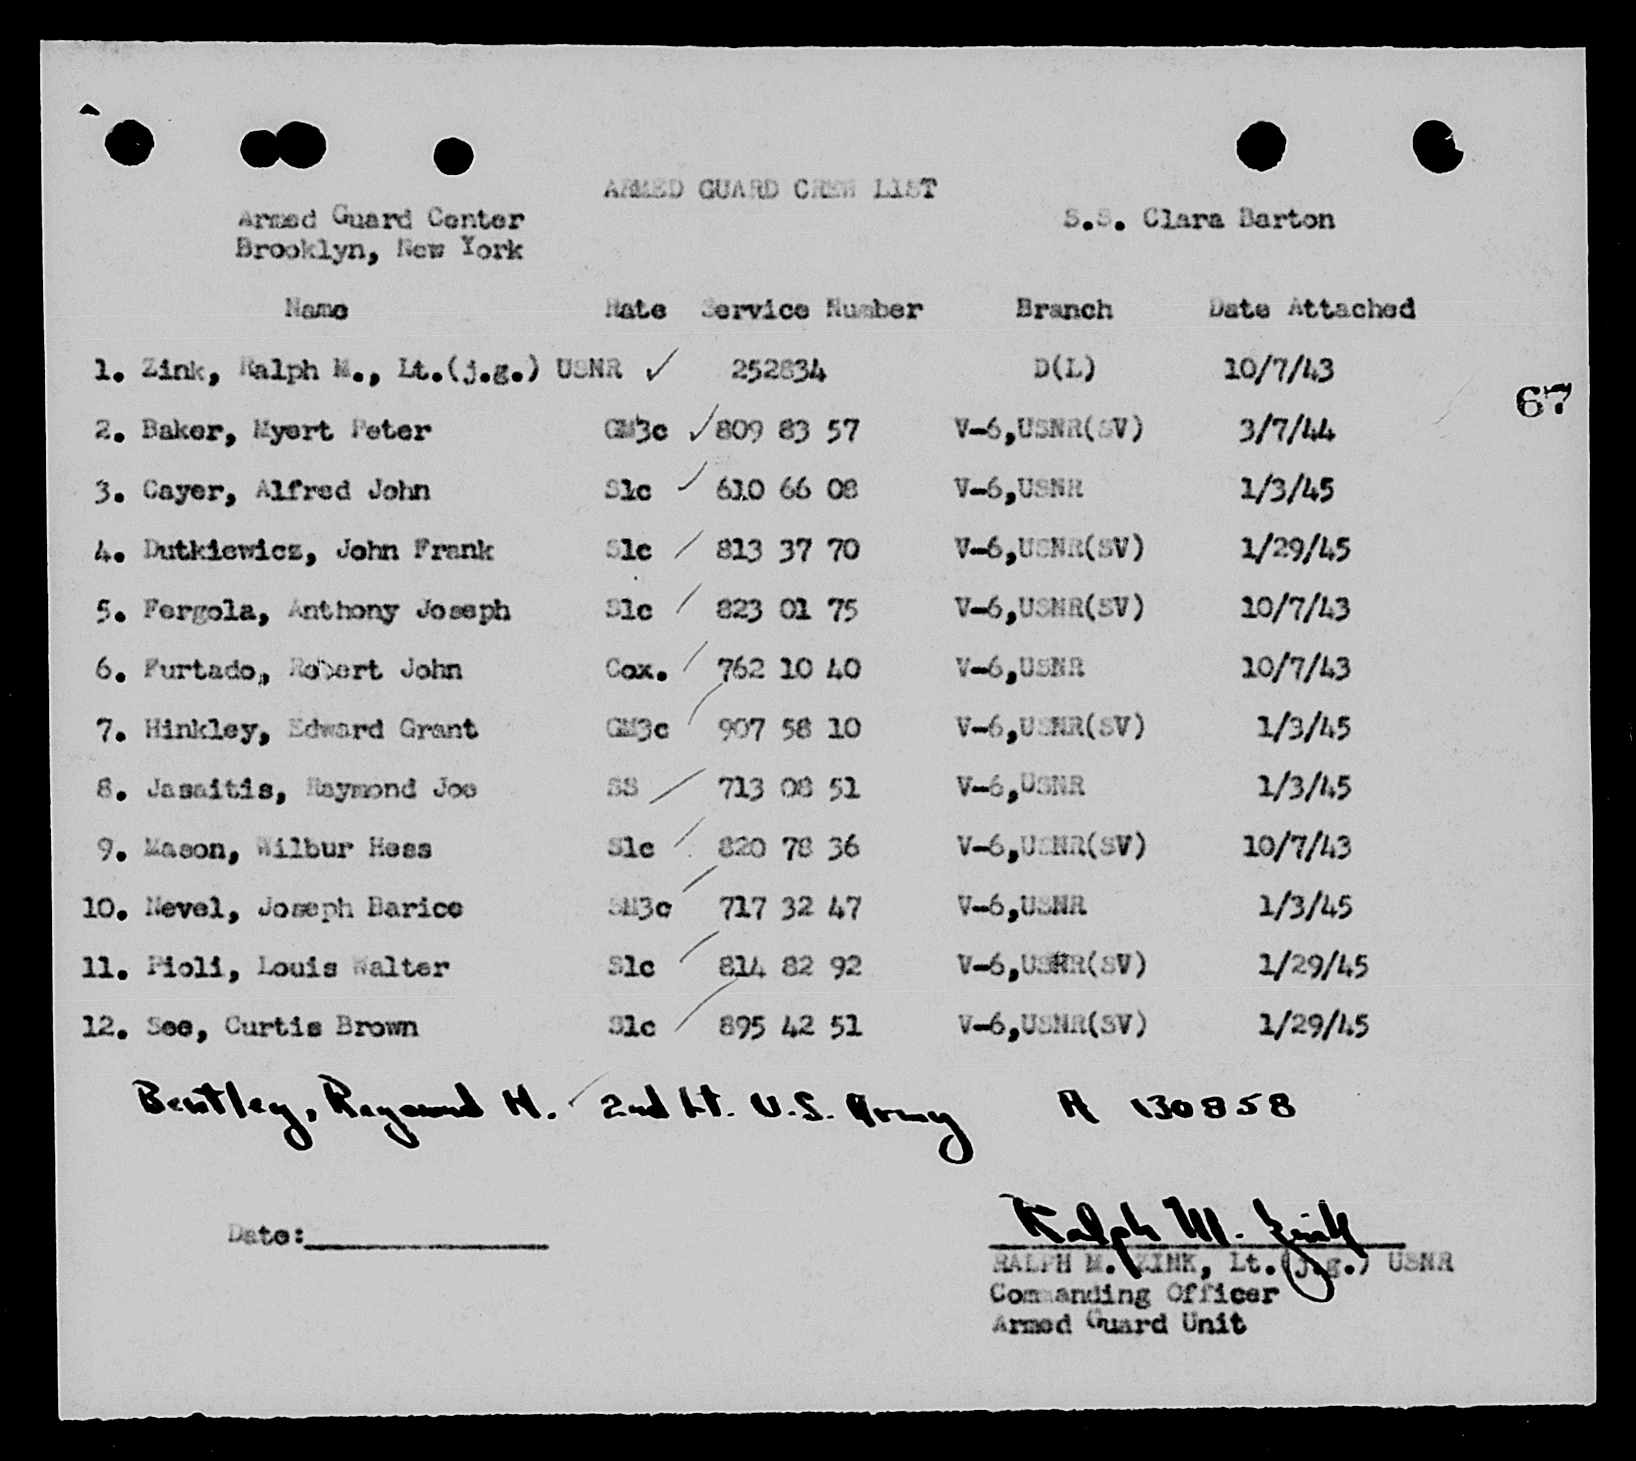 ARMED GUARD CREW LIST
Armed Guard Center
Brooklyn, New York
S.S. Clara Barton
Name Rate Service Number Branch Date Attached
1. Zink, Ralph M., Lt.(j.g.) USNR ✓ 252834 D(L) 10/7/43
67
2. Baker, Myert Peter GM3c ✓ 809 83 57 V-6,USNR(SV) 3/7/44
3. Cayer, Alfred John S1c ✓ 610 66 08 V-6,USNR 1/3/45
4. Dutkiewicz, John Frank S1c / 813 37 70 V-6,USNR(SV) 1/29/45
5. Fergola, Anthony Joseph S1c / 823 01 75 V-6,USNR(SV) 10/7/43
6. Furtado, Robert John Cox. / 762 10 40 V-6,USNR 10/7/43
7. Hinkley, Edward Grant GM3c / 907 58 10 V-6,USNR(SV) 1/3/45
8. Jasaitis, Raymond Joe SS / 713 08 51 V-6,USNR 1/3/45
9. Mason, Wilbur Hess S1c / 820 78 36 V-6,USNR(SV) 10/7/43
10. Nevel, Joseph Barice SM3c / 717 32 47 V-6,USNR 1/3/45
11. Pioli, Louis Walter S1c / 814 82 92 V-6,USNR(SV) 1/29/45
12. See, Curtis Brown S1c / 895 42 51 V-6,USNR(SV) 1/29/45
Bentley, Raymond H. / 2nd Lt. U.S. Army A 130858
Date:
Ralph M. Zink
RALPH M. ZINK, Lt.(j.g.) USNR
Commanding Officer
Armed Guard Unit